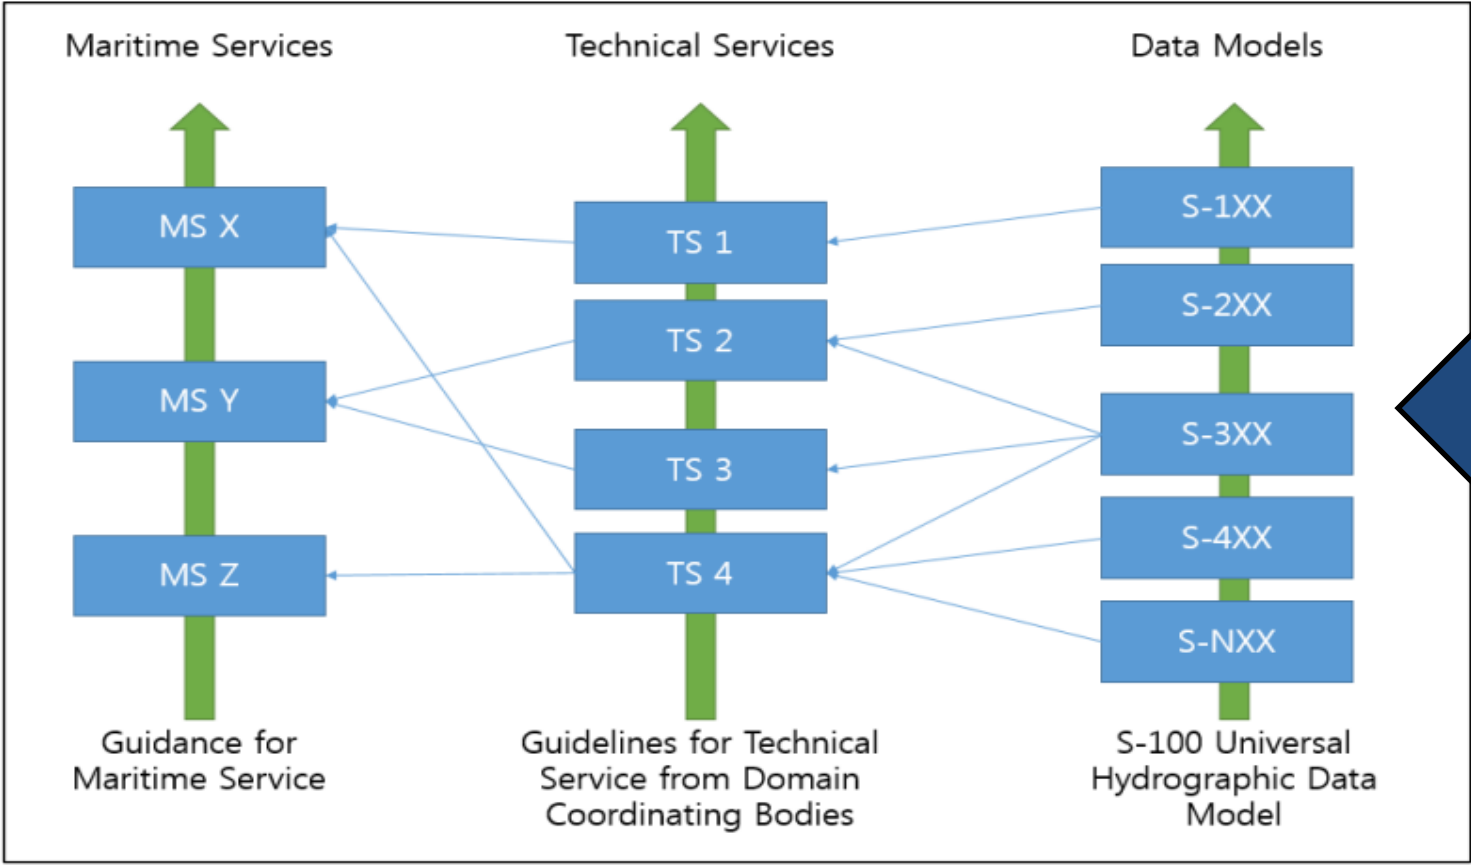 Maritime Services
Technical Services
Data Models
MS X
MS Y
MS Z
TS 1
TS 2
TS 3
TS 4
S-1XX
S-2XX
S-3XX
S-4XX
S-NXX
Guidance for
Maritime Service
Guidelines for Technical
Service from Domain
Coordinating Bodies
S-100 Universal
Hydrographic Data
Model